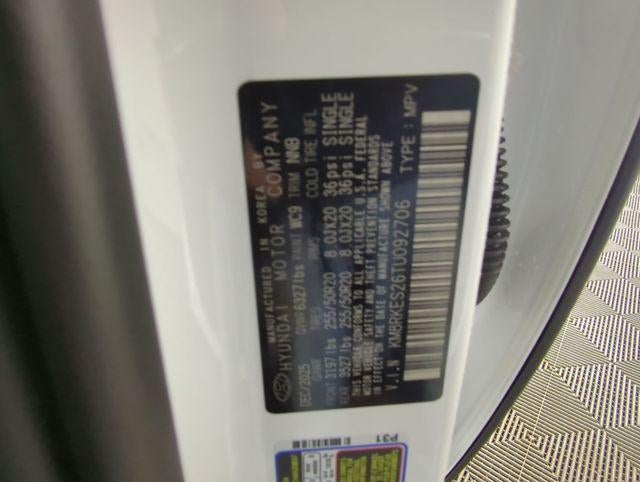 MANUFACTURED IN KOREA BY
HYUNDAI MOTOR COMPANY
DEC/2025 GVWR 6327lbs PAINT WC9 TRIM NNB
GAWR TIRES RIMS COLD TIRE INFL
FRONT 3197lbs 255/50R20 8.0JX20 36psi SINGLE
REAR 3527lbs 255/50R20 8.0JX20 36psi SINGLE
THIS VEHICLE CONFORMS TO ALL APPLICABLE U.S.A. FEDERAL
MOTOR VEHICLE SAFETY AND THEFT PREVENTION STANDARDS
IN EFFECT ON THE DATE OF MANUFACTURE SHOWN ABOVE
V.I.N KM8RKES26TU092706 TYPE : MPV
P31